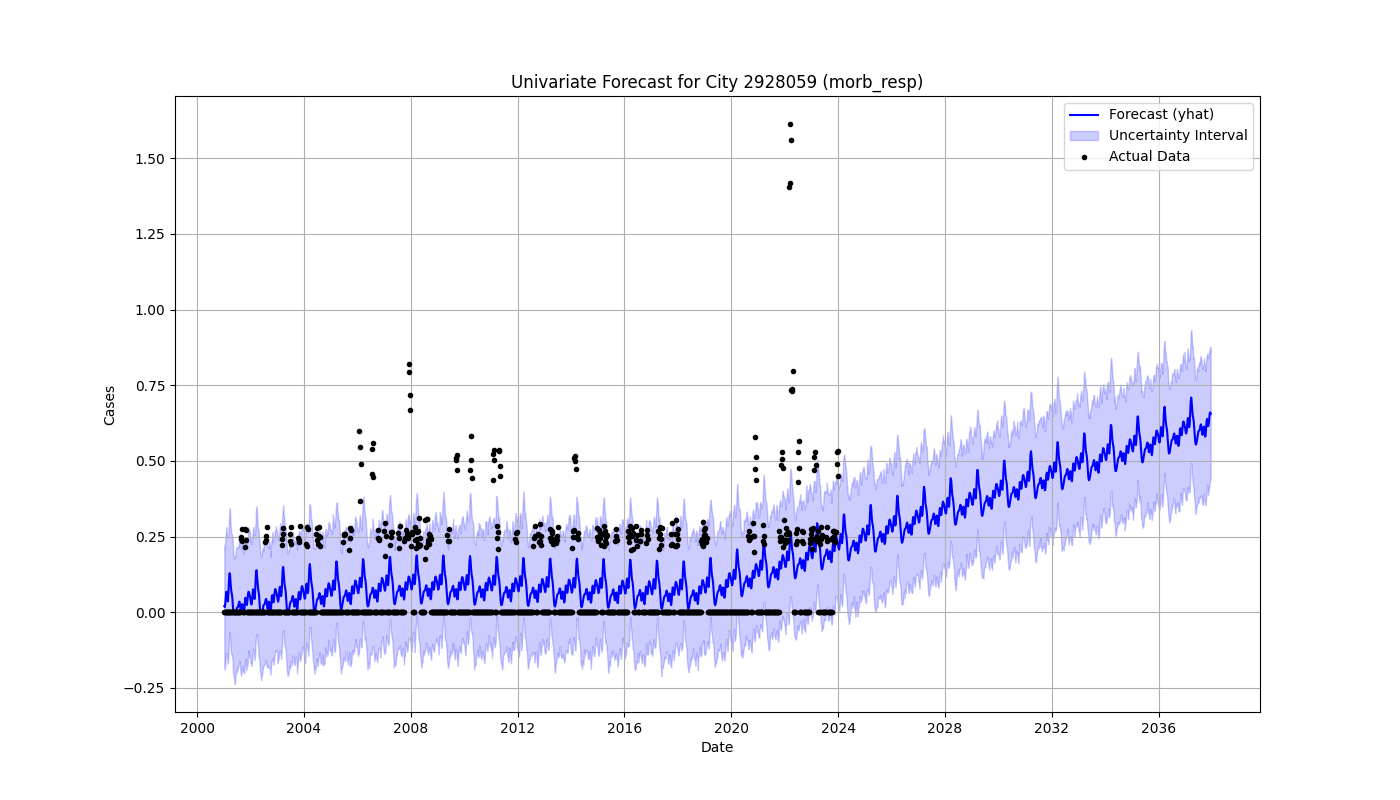 Univariate Forecast for City 2928059 (morb_resp)
Forecast (yhat)
Uncertainty Interval
Actual Data
Cases
1.50
1.25
1.00
0.75
0.50
0.25
0.00
−0.25
2000 2004 2008 2012 2016 2020 2024 2028 2032 2036
Date